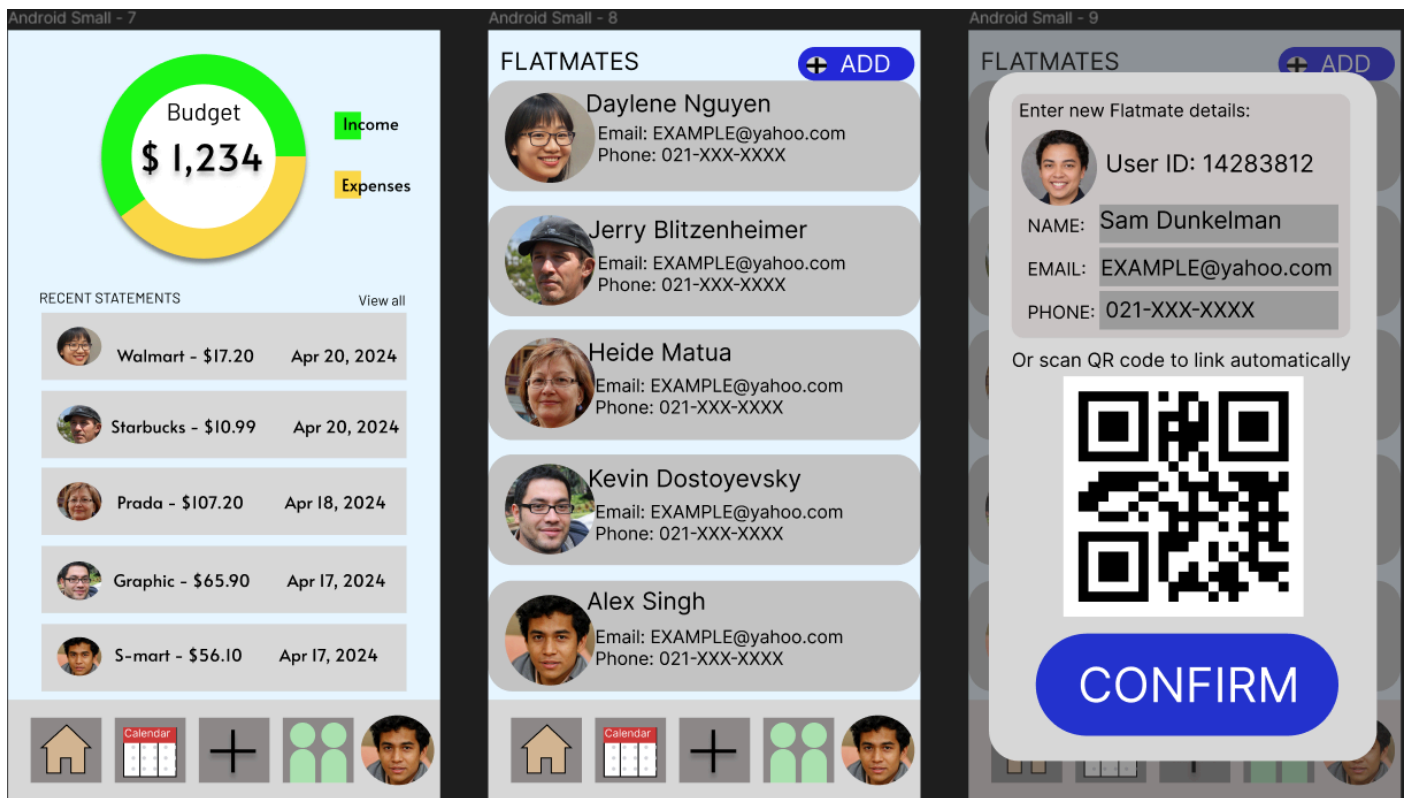 Android Small - 7
Budget
$ 1,234
Income
Expenses
RECENT STATEMENTS
View all
Walmart - $17.20 Apr 20, 2024
Starbucks - $10.99 Apr 20, 2024
Prada - $107.20 Apr 18, 2024
Graphic - $65.90 Apr 17, 2024
S-mart - $56.10 Apr 17, 2024
Calendar
Android Small - 8
FLATMATES
ADD
Daylene Nguyen
Email: EXAMPLE@yahoo.com
Phone: 021-XXX-XXXX
Jerry Blitzenheimer
Email: EXAMPLE@yahoo.com
Phone: 021-XXX-XXXX
Heide Matua
Email: EXAMPLE@yahoo.com
Phone: 021-XXX-XXXX
Kevin Dostoyevsky
Email: EXAMPLE@yahoo.com
Phone: 021-XXX-XXXX
Alex Singh
Email: EXAMPLE@yahoo.com
Phone: 021-XXX-XXXX
Calendar
Android Small - 9
FLATMATES
ADD
Enter new Flatmate details:
User ID: 14283812
NAME: Sam Dunkelman
EMAIL: EXAMPLE@yahoo.com
PHONE: 021-XXX-XXXX
Or scan QR code to link automatically
CONFIRM